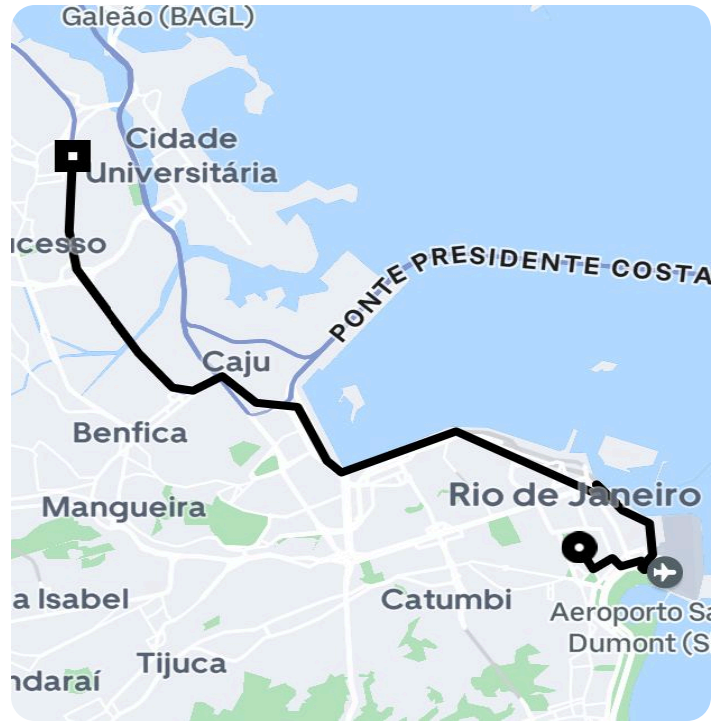 Galeão (BAGL)
Cidade
Universitária
ucesso
PONTE PRESIDENTE COSTA
Caju
Benfica
Mangueira
Rio de Janeiro
a Isabel
Catumbi
Aeroporto Sa
Dumont (S
Tijuca
ndaraí